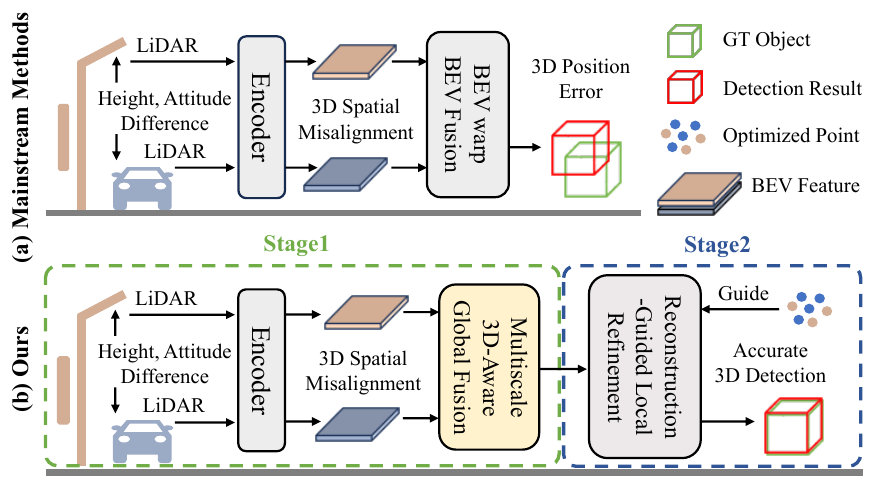 (a) Mainstream Methods
LiDAR
Height, Attitude
Difference
LiDAR
Encoder
3D Spatial
Misalignment
BEV warp
BEV Fusion
3D Position
Error
GT Object
Detection Result
Optimized Point
BEV Feature
Stage1
Stage2
(b) Ours
LiDAR
Height, Attitude
Difference
LiDAR
Encoder
3D Spatial
Misalignment
Multiscale
3D-Aware
Global Fusion
Reconstruction
-Guided Local
Refinement
Guide
Accurate
3D Detection